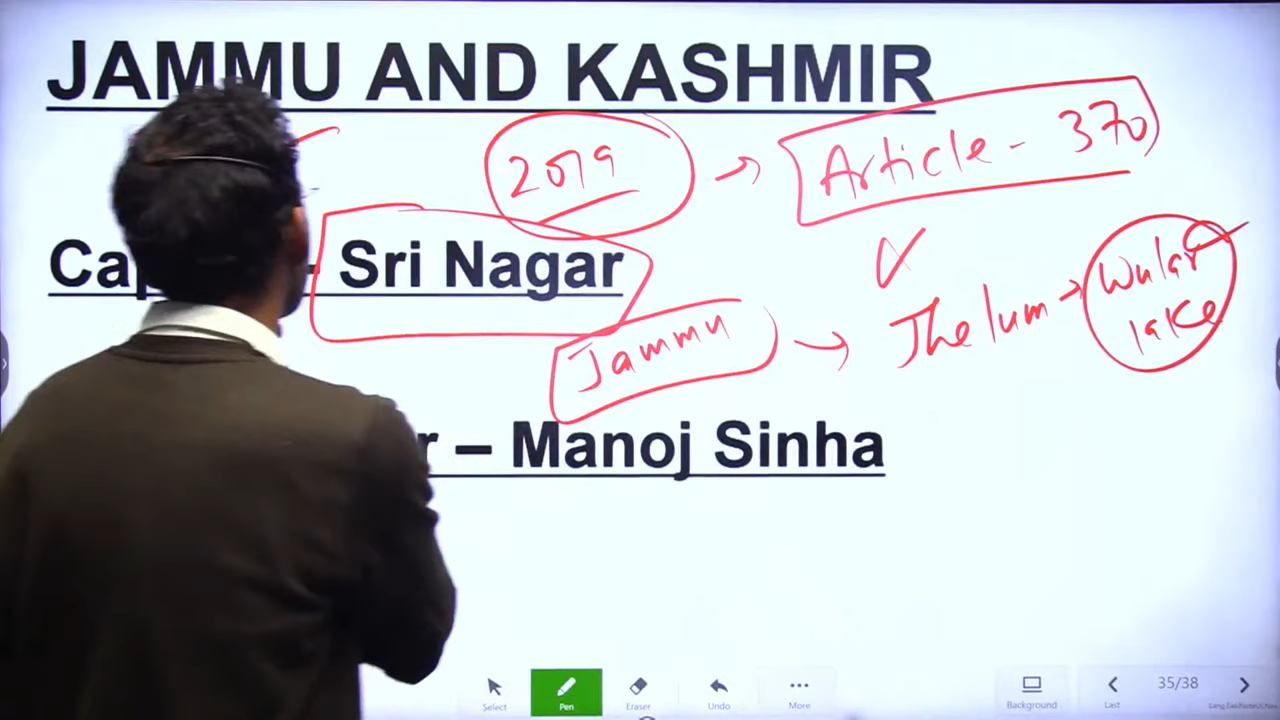 JAMMU AND KASHMIR
2019 → Article - 370
Sri Nagar
Jammu → Jhelum → Wular lake
r – Manoj Sinha
Select Pen Eraser Undo More Background Last 35/38